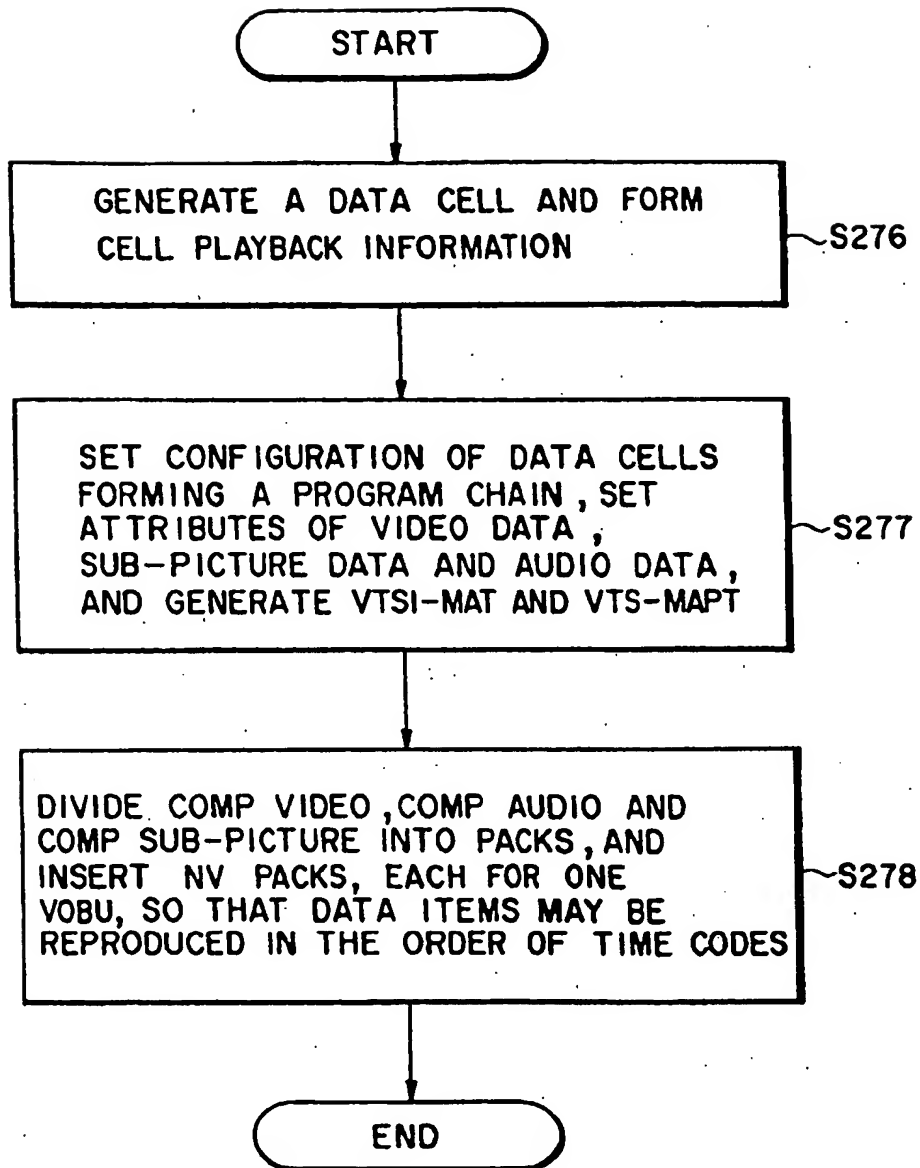 START
GENERATE A DATA CELL AND FORM
CELL PLAYBACK INFORMATION
S276
SET CONFIGURATION OF DATA CELLS
FORMING A PROGRAM CHAIN, SET
ATTRIBUTES OF VIDEO DATA,
SUB-PICTURE DATA AND AUDIO DATA,
AND GENERATE VTSI-MAT AND VTS-MAPT
S277
DIVIDE COMP VIDEO, COMP AUDIO AND
COMP SUB-PICTURE INTO PACKS, AND
INSERT NV PACKS, EACH FOR ONE
VOBU, SO THAT DATA ITEMS MAY BE
REPRODUCED IN THE ORDER OF TIME CODES
S278
END